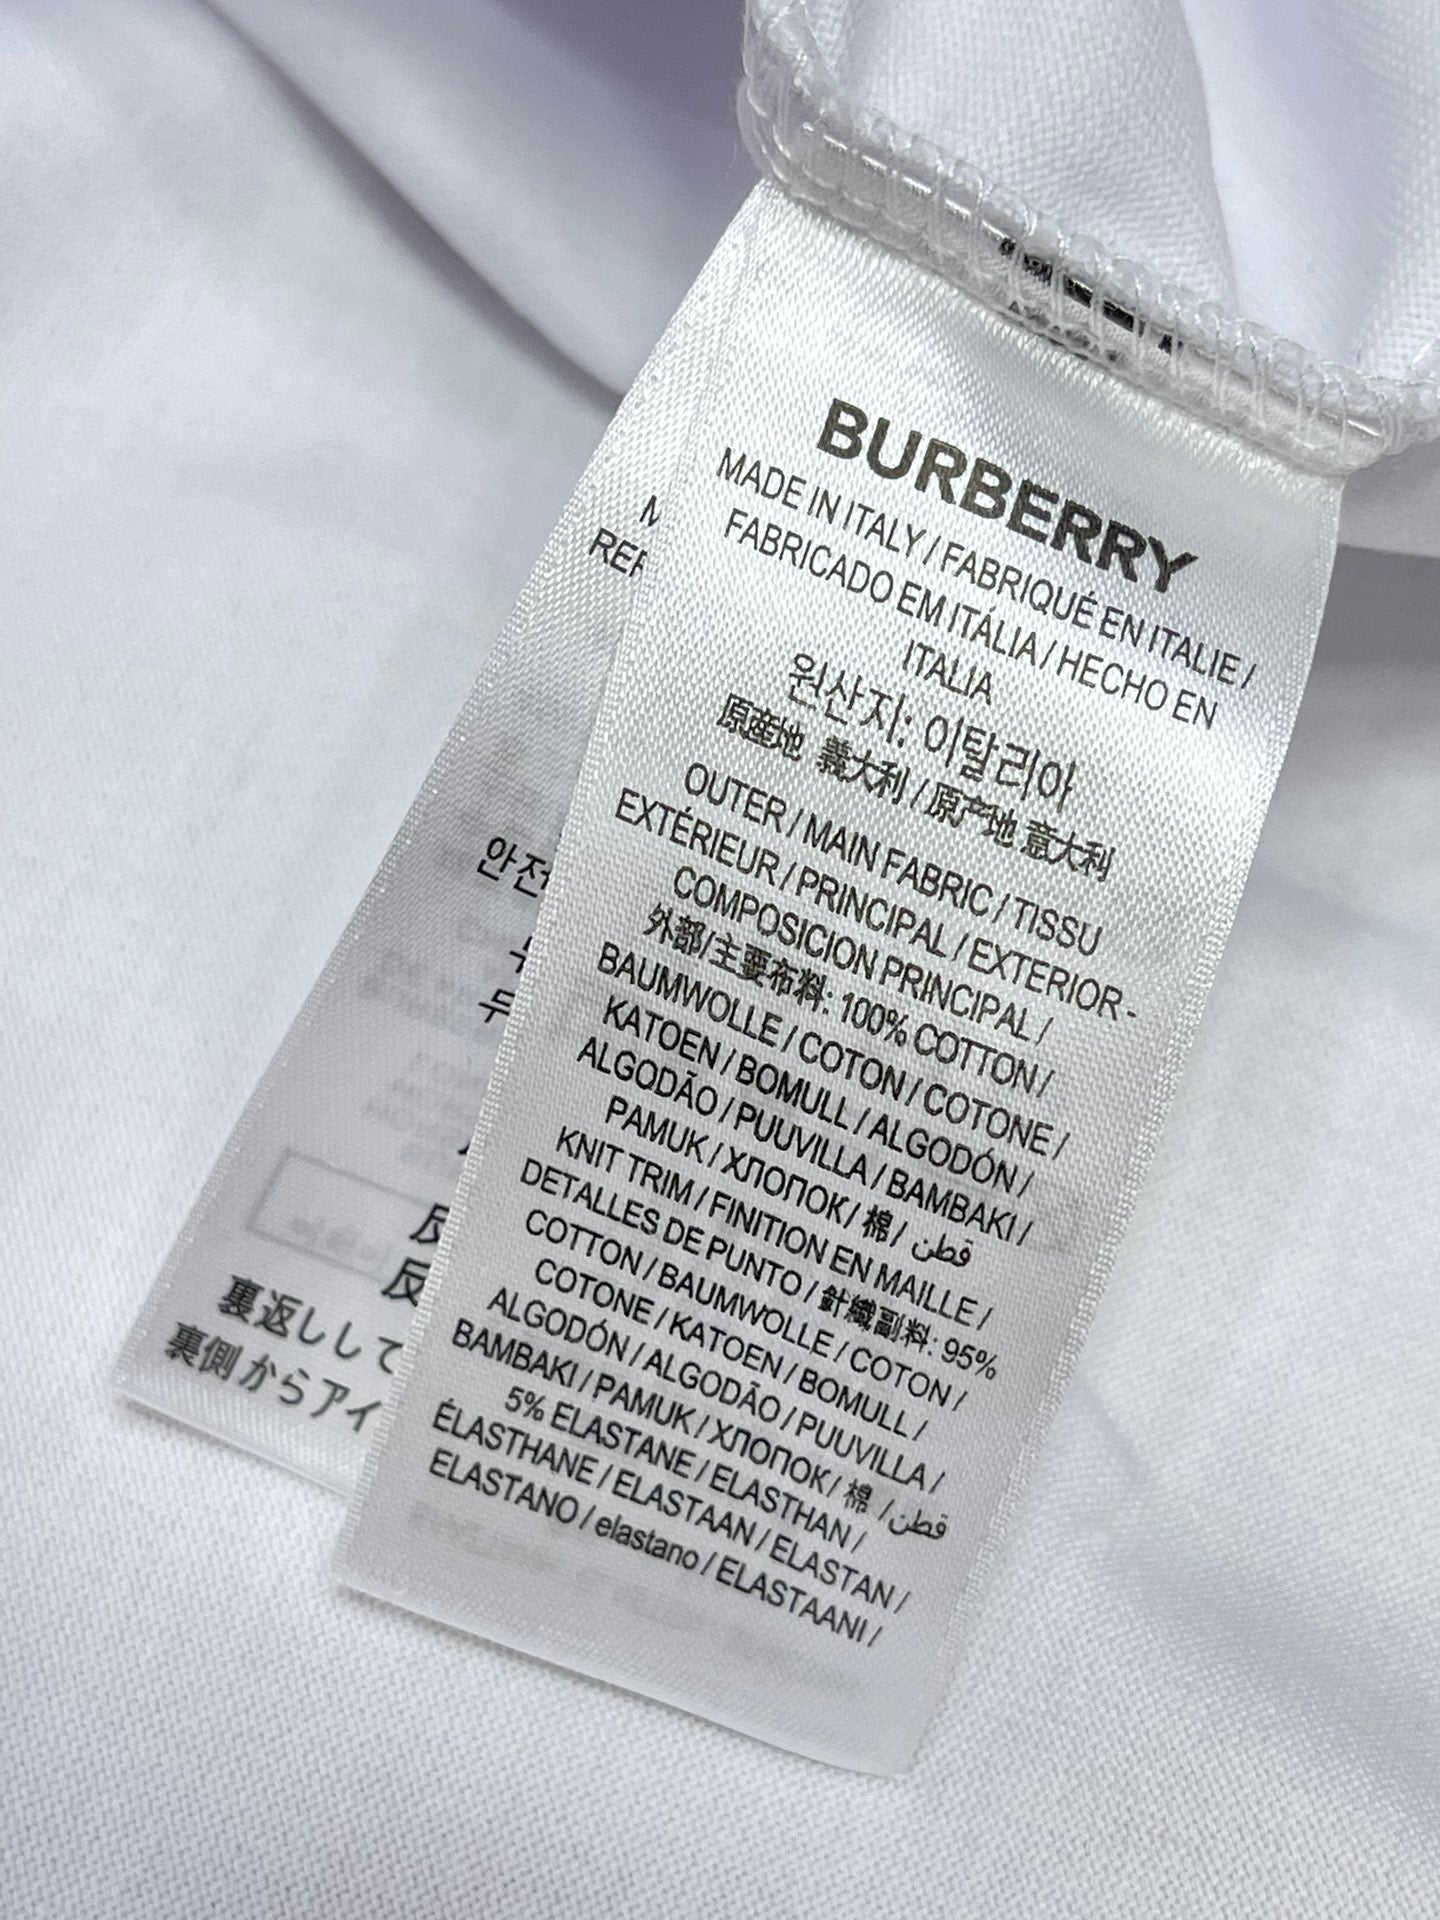 BURBERRY
MADE IN ITALY / FABRIQUÉ EN ITALIE /
FABRICADO EM ITÁLIA / HECHO EN
ITALIA
원산지: 이탈리아
原産地 義大利 / 原产地 意大利
OUTER / MAIN FABRIC / TISSU
EXTÉRIEUR / PRINCIPAL / EXTERIOR-
COMPOSICION PRINCIPAL /
外部/主要布料: 100% COTTON /
BAUMWOLLE / COTON / COTONE /
KATOEN / BOMULL / ALGODÓN /
ALGODÃO / PUUVILLA / BAMBAKI /
PAMUK / ХЛОПОК / 棉 / قطن
KNIT TRIM / FINITION EN MAILLE /
DETALLES DE PUNTO / 針織副料: 95%
COTTON / BAUMWOLLE / COTON /
COTONE / KATOEN / BOMULL /
ALGODÓN / ALGODÃO / PUUVILLA /
BAMBAKI / PAMUK / ХЛОПОК / 棉 / قطن
5% ELASTANE / ELASTHAN /
ÉLASTHANE / ELASTAAN / ELASTAN /
ELASTANO / elastano / ELASTAANI /
안전
反
反
裏返しして
裏側からアイ